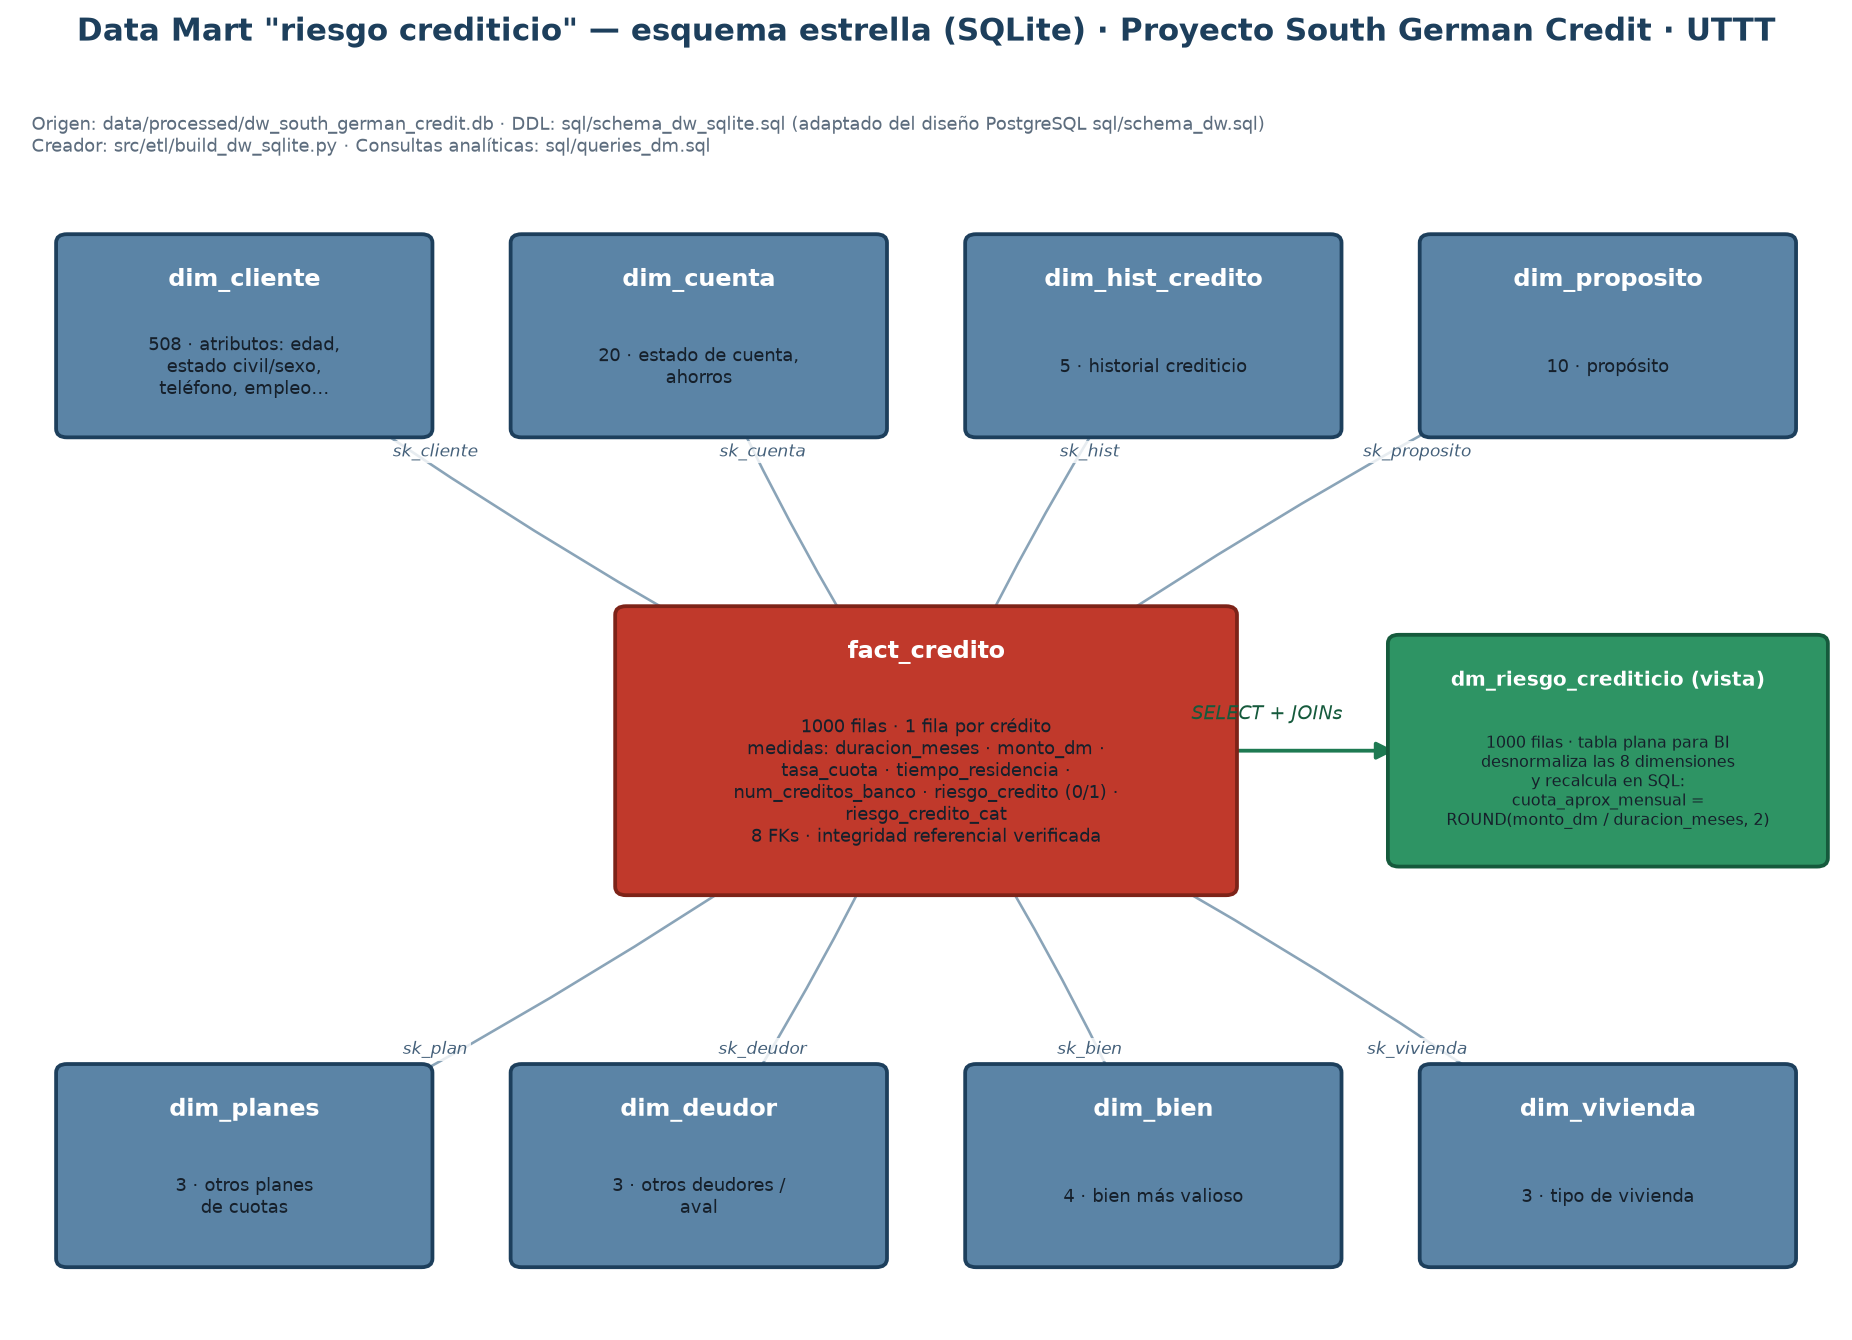 Data Mart "riesgo crediticio" — esquema estrella (SQLite) · Proyecto South German Credit · UTTT
Origen: data/processed/dw_south_german_credit.db · DDL: sql/schema_dw_sqlite.sql (adaptado del diseño PostgreSQL sql/schema_dw.sql)
Creador: src/etl/build_dw_sqlite.py · Consultas analíticas: sql/queries_dm.sql
dim_cliente
508 · atributos: edad,
estado civil/sexo,
teléfono, empleo…
dim_cuenta
20 · estado de cuenta,
ahorros
dim_hist_credito
5 · historial crediticio
dim_proposito
10 · propósito
sk_cliente
sk_cuenta
sk_hist
sk_proposito
fact_credito
1000 filas · 1 fila por crédito
medidas: duracion_meses · monto_dm ·
tasa_cuota · tiempo_residencia ·
num_creditos_banco · riesgo_credito (0/1) ·
riesgo_credito_cat
8 FKs · integridad referencial verificada
SELECT + JOINs
dm_riesgo_crediticio (vista)
1000 filas · tabla plana para BI
desnormaliza las 8 dimensiones
y recalcula en SQL:
cuota_aprox_mensual =
ROUND(monto_dm / duracion_meses, 2)
sk_plan
sk_deudor
sk_bien
sk_vivienda
dim_planes
3 · otros planes
de cuotas
dim_deudor
3 · otros deudores /
aval
dim_bien
4 · bien más valioso
dim_vivienda
3 · tipo de vivienda